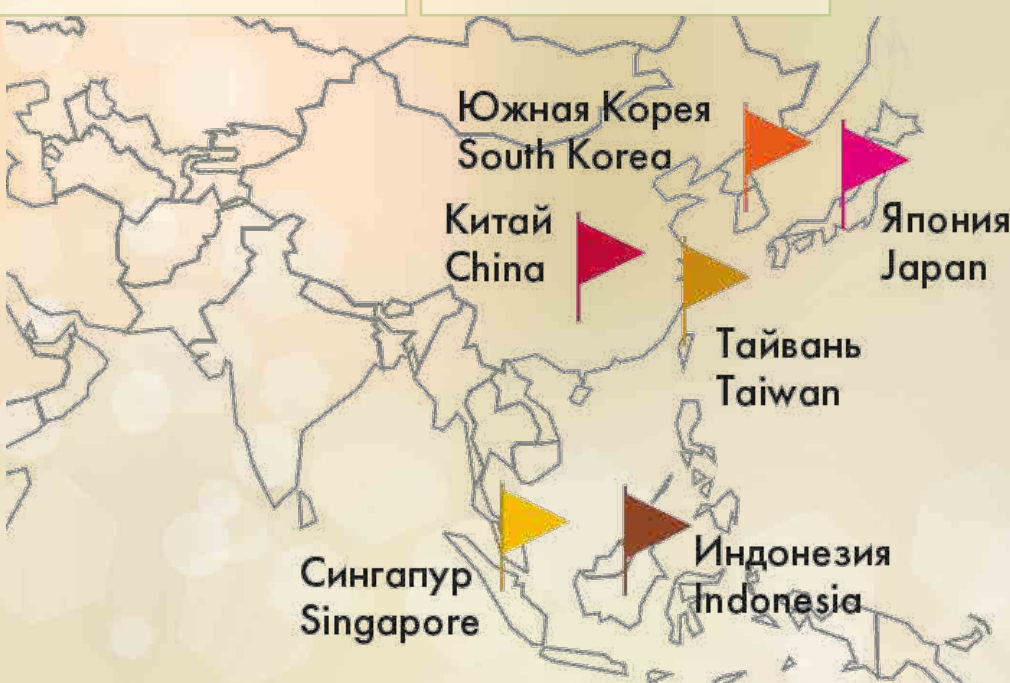 Южная Корея
South Korea
Китай
China
Япония
Japan
Тайвань
Taiwan
Индонезия
Indonesia
Сингапур
Singapore